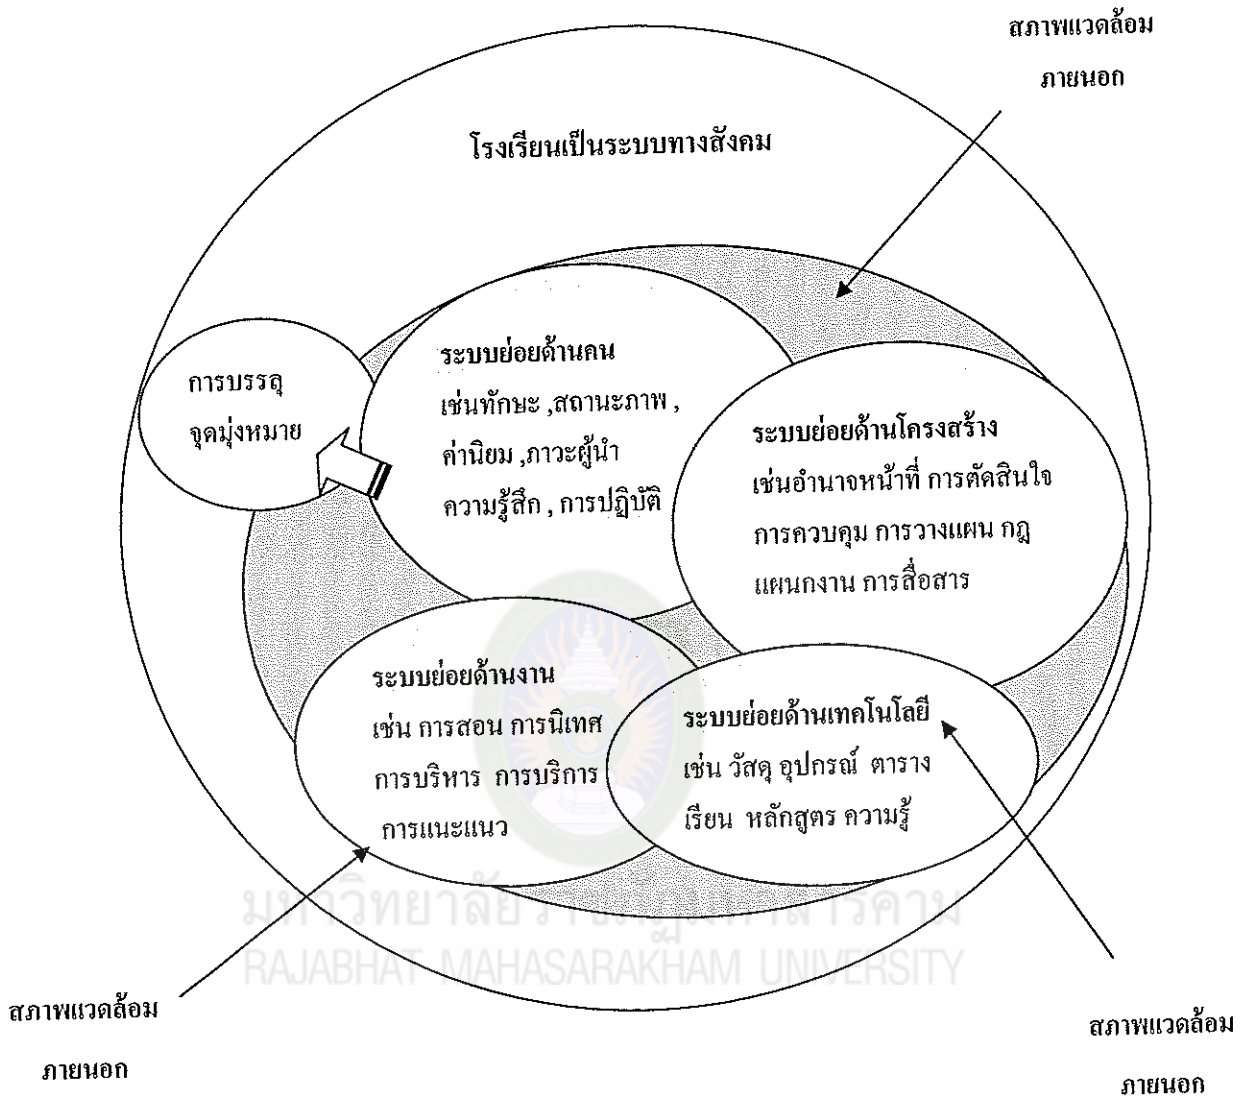 สภาพแวดล้อม
ภายนอก
โรงเรียนเป็นระบบทางสังคม
การบรรลุ
จุดมุ่งหมาย
ระบบย่อยด้านคน
เช่นทักษะ ,สถานะภาพ ,
ค่านิยม ,ภาวะผู้นำ
ความรู้สึก , การปฏิบัติ
ระบบย่อยด้านโครงสร้าง
เช่นอำนาจหน้าที่ การตัดสินใจ
การควบคุม การวางแผน กฎ
แผนกงาน การสื่อสาร
ระบบย่อยด้านงาน
เช่น การสอน การนิเทศ
การบริหาร การบริการ
การแนะแนว
ระบบย่อยด้านเทคโนโลยี
เช่น วัสดุ อุปกรณ์ ตาราง
เรียน หลักสูตร ความรู้
มหาวิทยาลัยราชภัฏมหาสารคาม
RAJABHAT MAHASARAKHAM UNIVERSITY
สภาพแวดล้อม
ภายนอก
สภาพแวดล้อม
ภายนอก